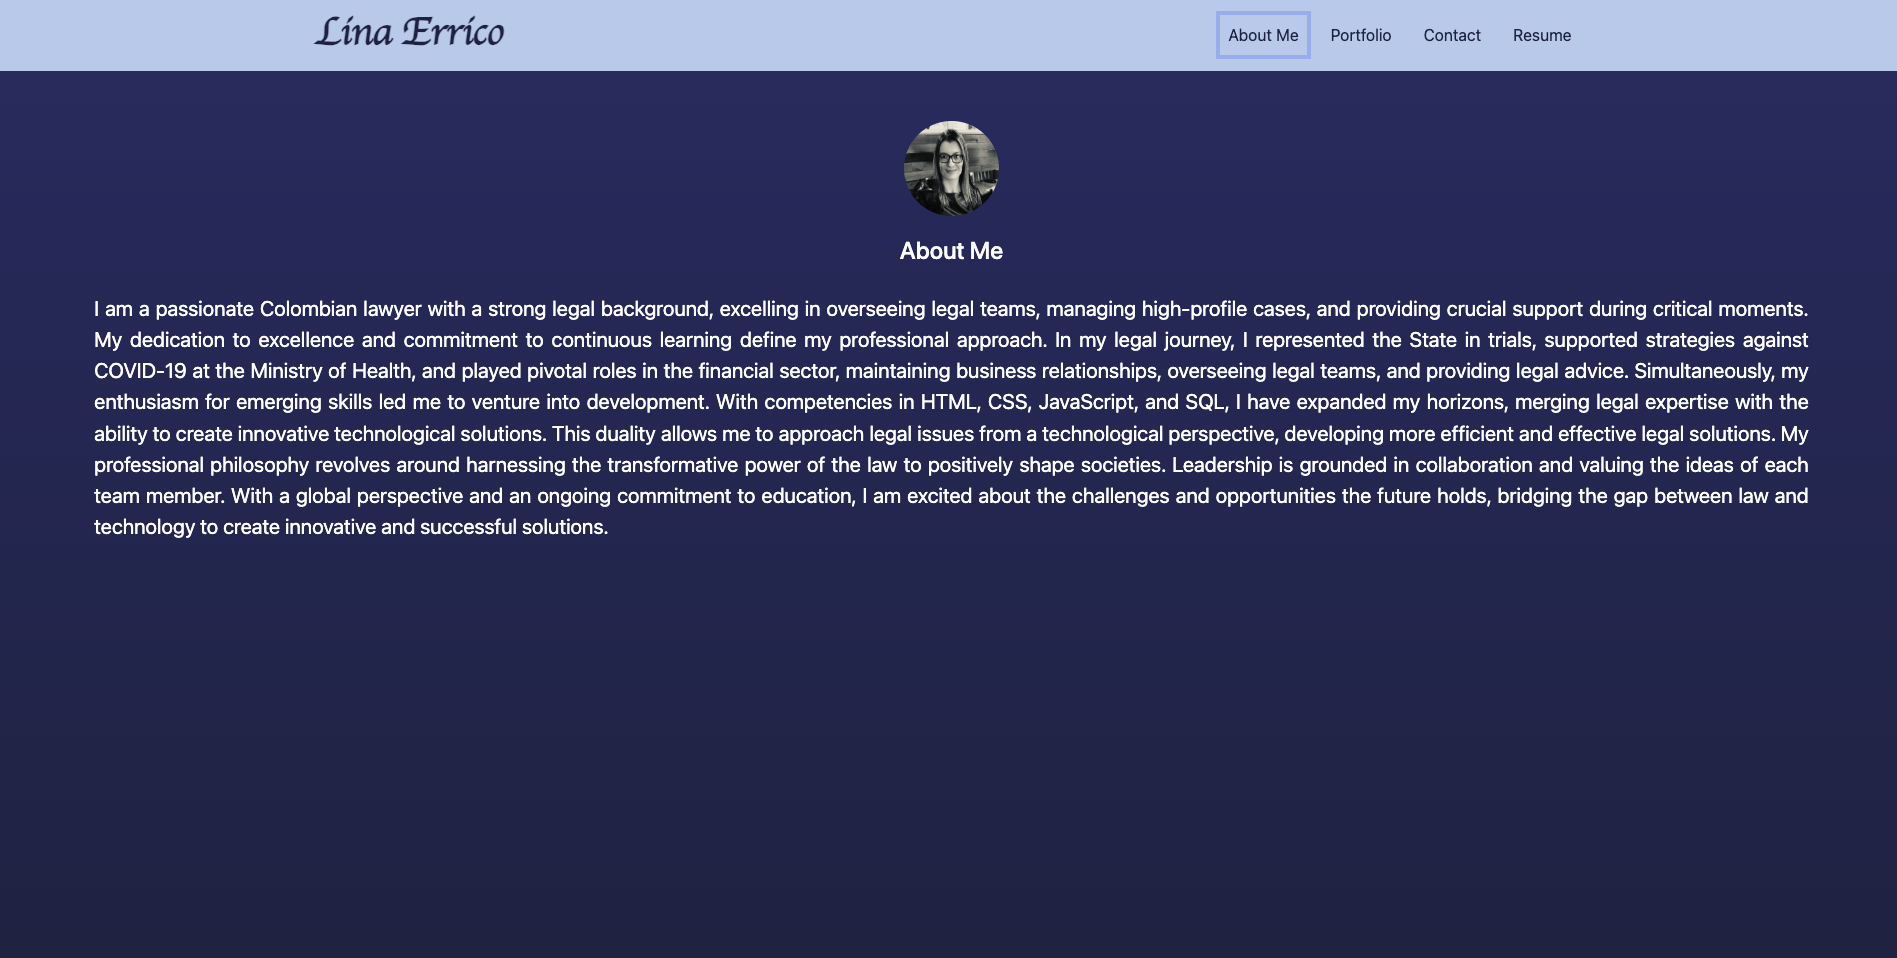 Lina Errico
About Me
Portfolio
Contact
Resume
About Me
I am a passionate Colombian lawyer with a strong legal background, excelling in overseeing legal teams, managing high-profile cases, and providing crucial support during critical moments.
My dedication to excellence and commitment to continuous learning define my professional approach. In my legal journey, I represented the State in trials, supported strategies against
COVID-19 at the Ministry of Health, and played pivotal roles in the financial sector, maintaining business relationships, overseeing legal teams, and providing legal advice. Simultaneously, my
enthusiasm for emerging skills led me to venture into development. With competencies in HTML, CSS, JavaScript, and SQL, I have expanded my horizons, merging legal expertise with the
ability to create innovative technological solutions. This duality allows me to approach legal issues from a technological perspective, developing more efficient and effective legal solutions. My
professional philosophy revolves around harnessing the transformative power of the law to positively shape societies. Leadership is grounded in collaboration and valuing the ideas of each
team member. With a global perspective and an ongoing commitment to education, I am excited about the challenges and opportunities the future holds, bridging the gap between law and
technology to create innovative and successful solutions.